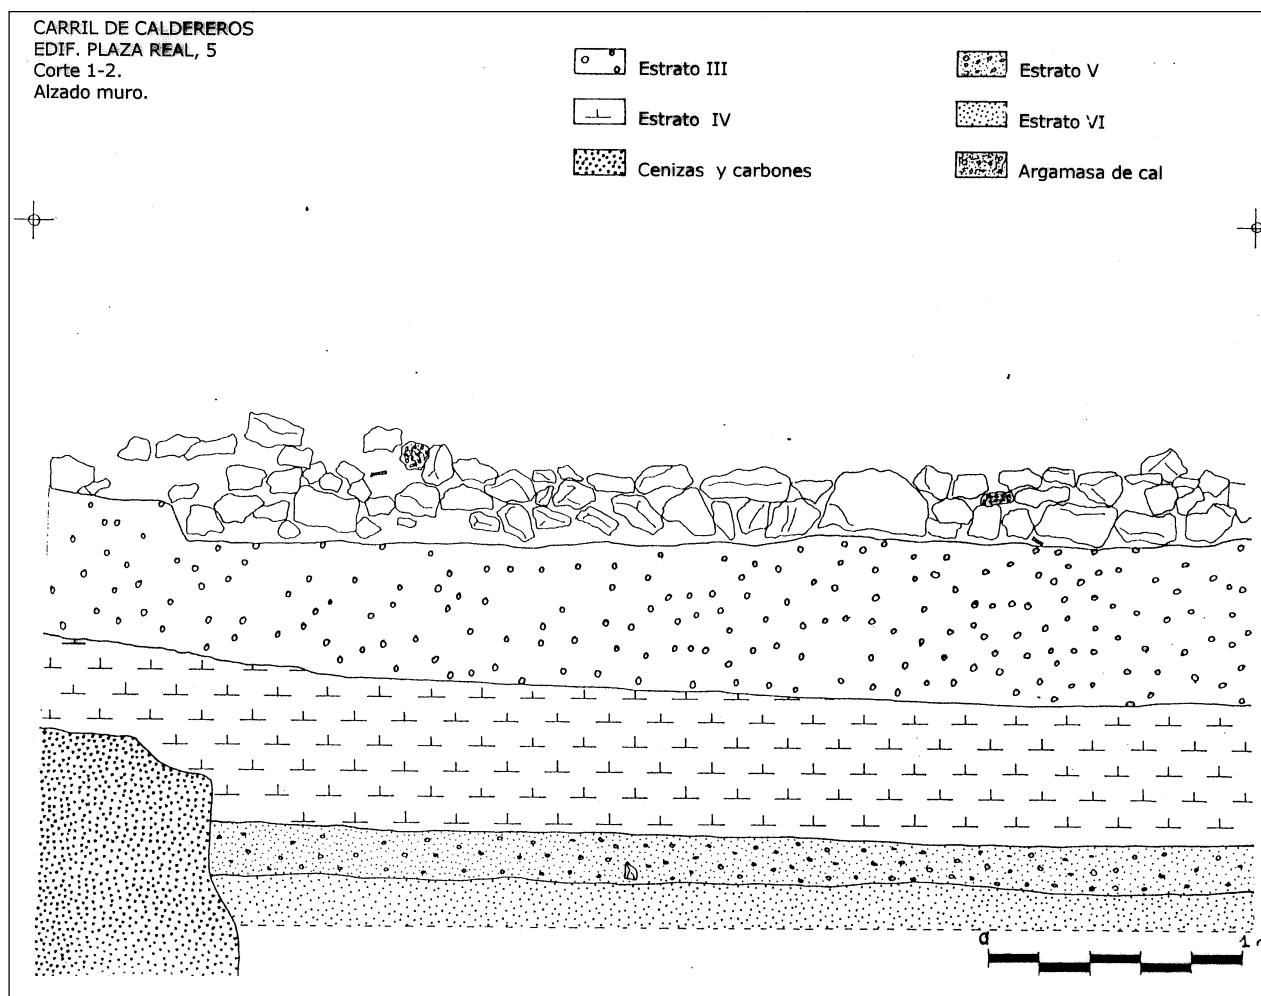 CARRIL DE CALDEREROS
EDIF. PLAZA REAL, 5
Corte 1-2.
Alzado muro.
Estrato III
Estrato IV
Cenizas y carbones
Estrato V
Estrato VI
Argamasa de cal
0 1